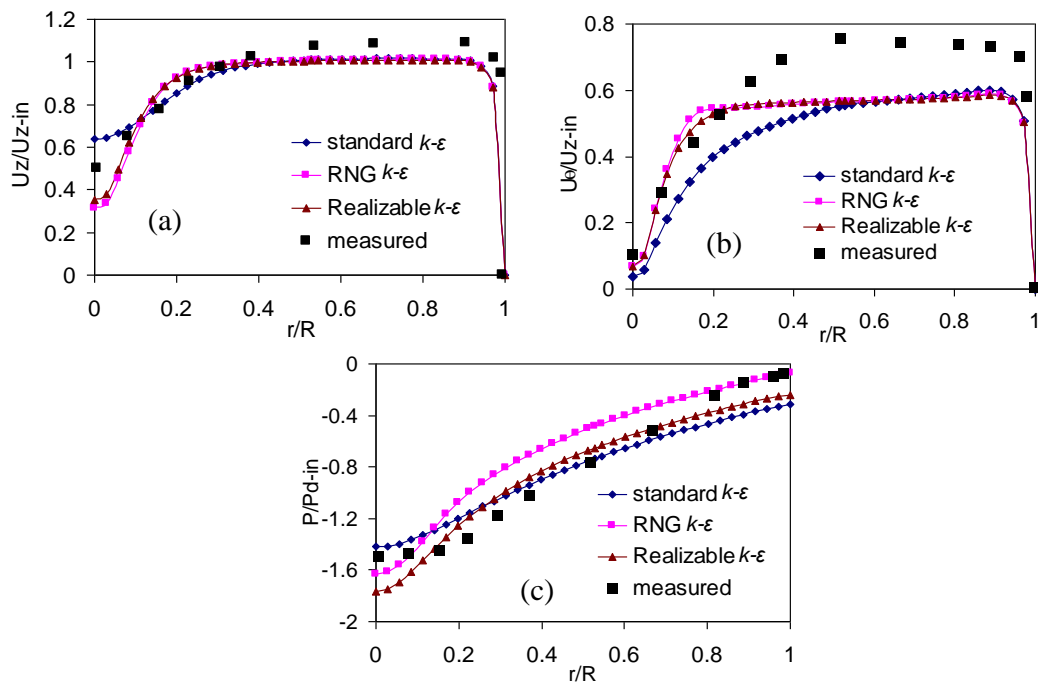 1.2
1
0.8
0.6
0.4
0.2
0
Uz/Uz-in
standard k-ε
RNG k-ε
Realizable k-ε
measured
(a)
0 0.2 0.4 0.6 0.8 1
r/R
0.8
0.6
0.4
0.2
0
Uθ/Uz-in
standard k-ε
RNG k-ε
Realizable k-ε
measured
(b)
0 0.2 0.4 0.6 0.8 1
r/R
0
-0.4
-0.8
-1.2
-1.6
-2
P/Pd-in
standard k-ε
RNG k-ε
Realizable k-ε
measured
(c)
0 0.2 0.4 0.6 0.8 1
r/R